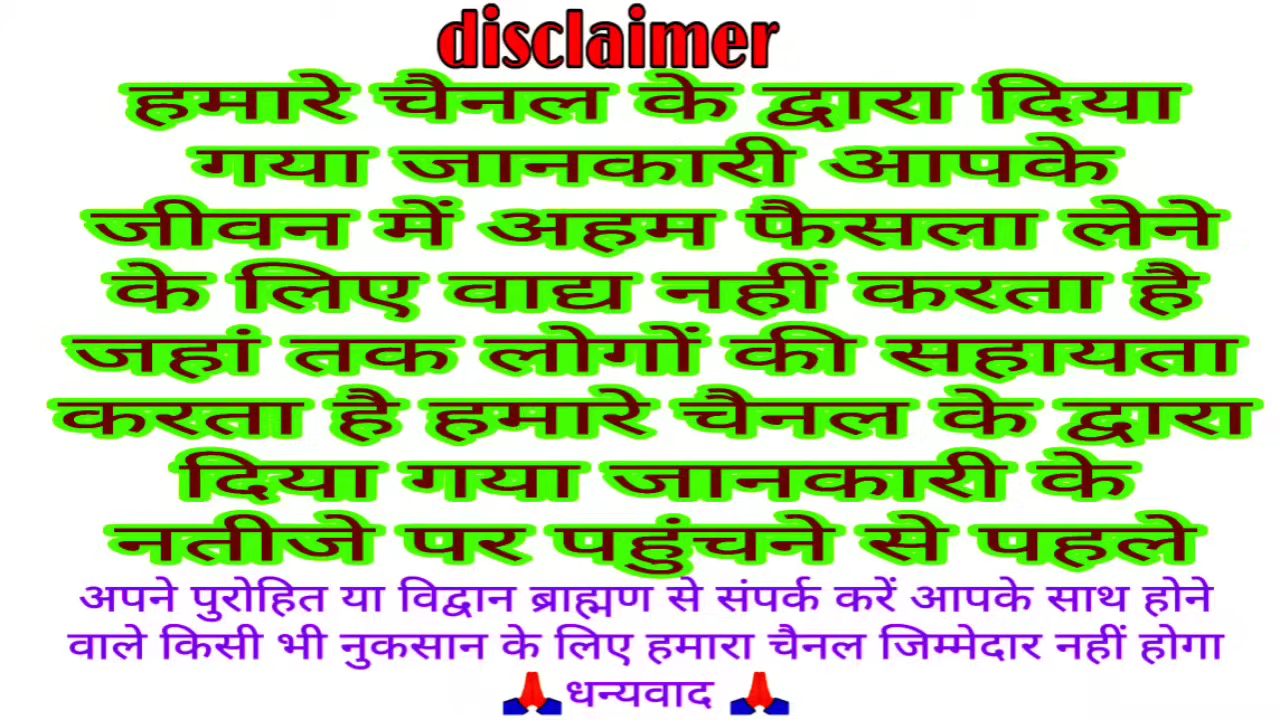 disclaimer
हमारे चैनल के द्वारा दिया
गया जानकारी आपके
जीवन में अहम फैसला लेने
के लिए वाद्य नहीं करता है
जहां तक लोगों की सहायता
करता है हमारे चैनल के द्वारा
दिया गया जानकारी के
नतीजे पर पहुंचने से पहले
अपने पुरोहित या विद्वान ब्राह्मण से संपर्क करें आपके साथ होने
वाले किसी भी नुकसान के लिए हमारा चैनल जिम्मेदार नहीं होगा
🙏धन्यवाद 🙏